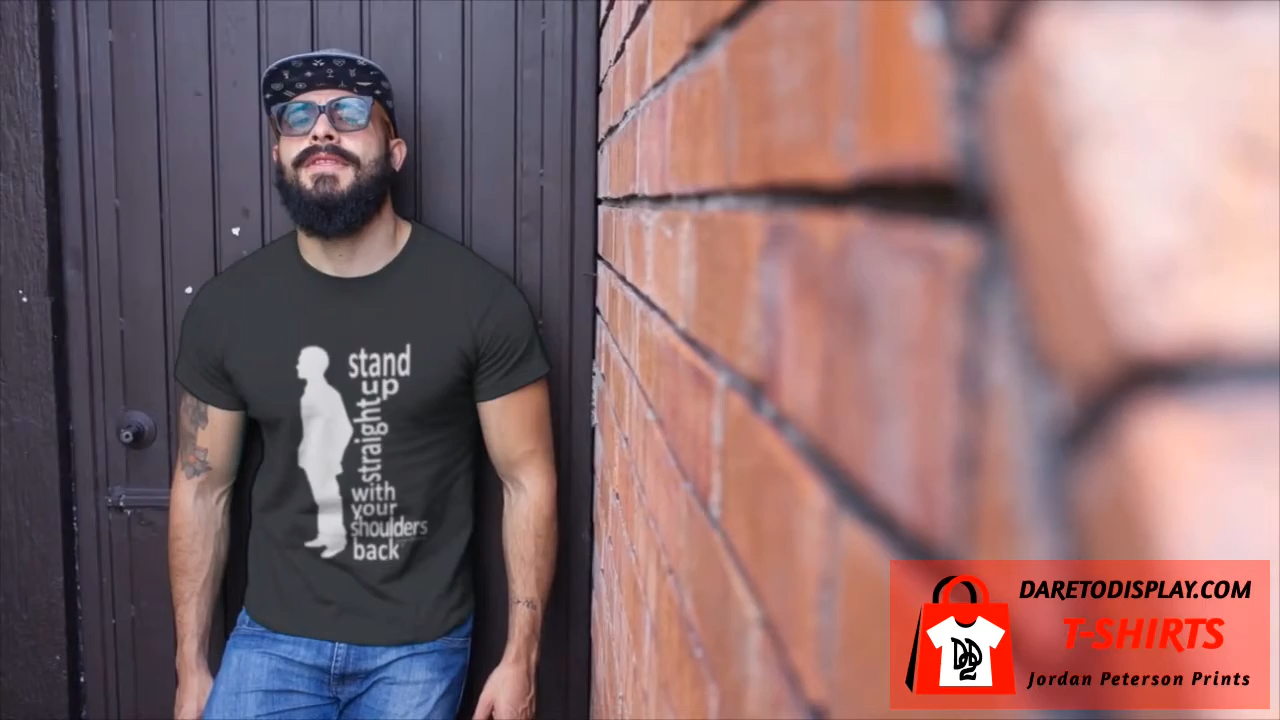 stand
up
straight
with
your
shoulders
back
DARETODISPLAY.COM
T-SHIRTS
Jordan Peterson Prints